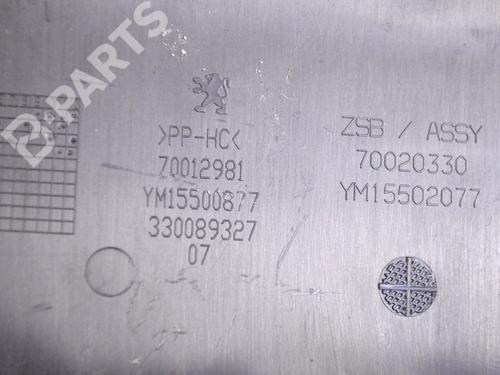 B-PARTS
>PP-HC<
70012981
YM15500877
330089327
07
ZSB / ASSY
70020330
YM15502077